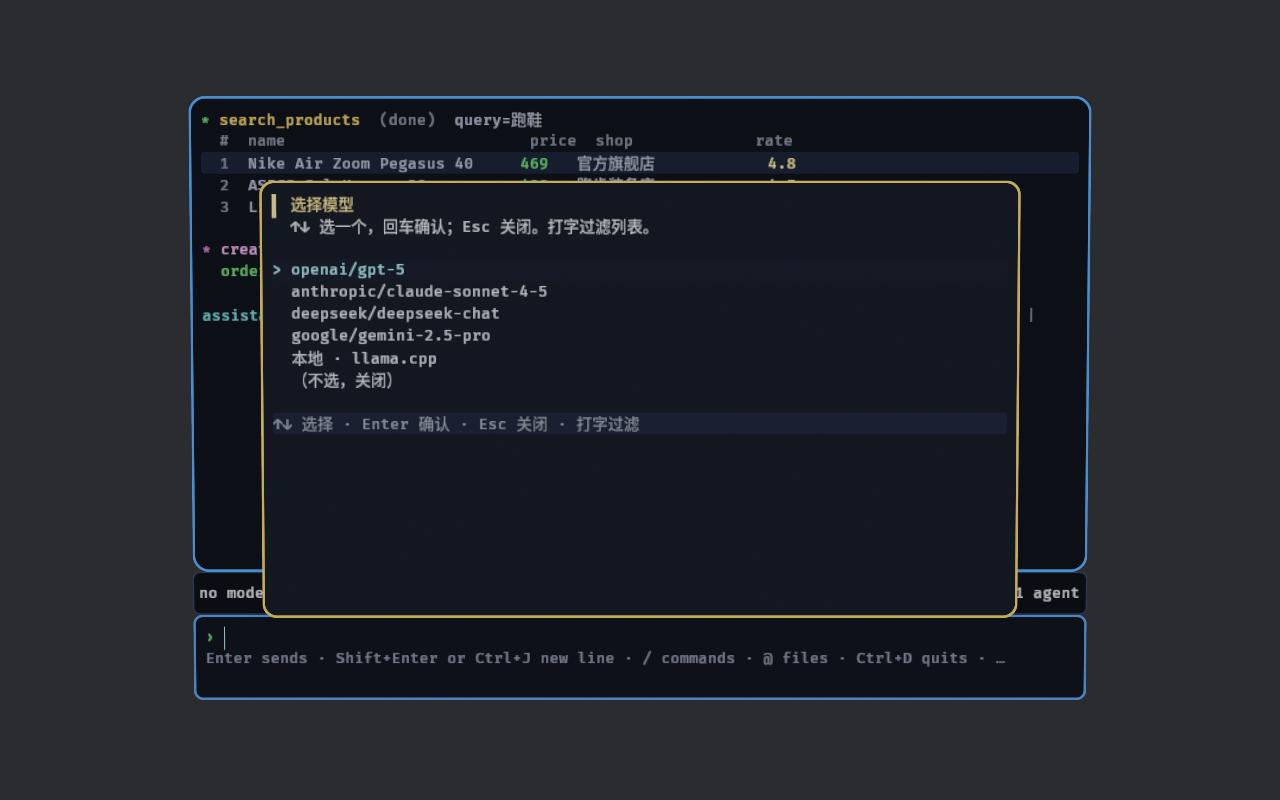 * search_products (done) query=跑鞋
# name price shop rate
1 Nike Air Zoom Pegasus 40 469 官方旗舰店 4.8
2
3 L
* crea
orde
assista
选择模型
↑↓ 选一个，回车确认；Esc 关闭。打字过滤列表。
> openai/gpt-5
anthropic/claude-sonnet-4-5
deepseek/deepseek-chat
google/gemini-2.5-pro
本地 · llama.cpp
（不选，关闭）
↑↓ 选择 · Enter 确认 · Esc 关闭 · 打字过滤
no mode
1 agent
›
Enter sends · Shift+Enter or Ctrl+J new line · / commands · @ files · Ctrl+D quits · …